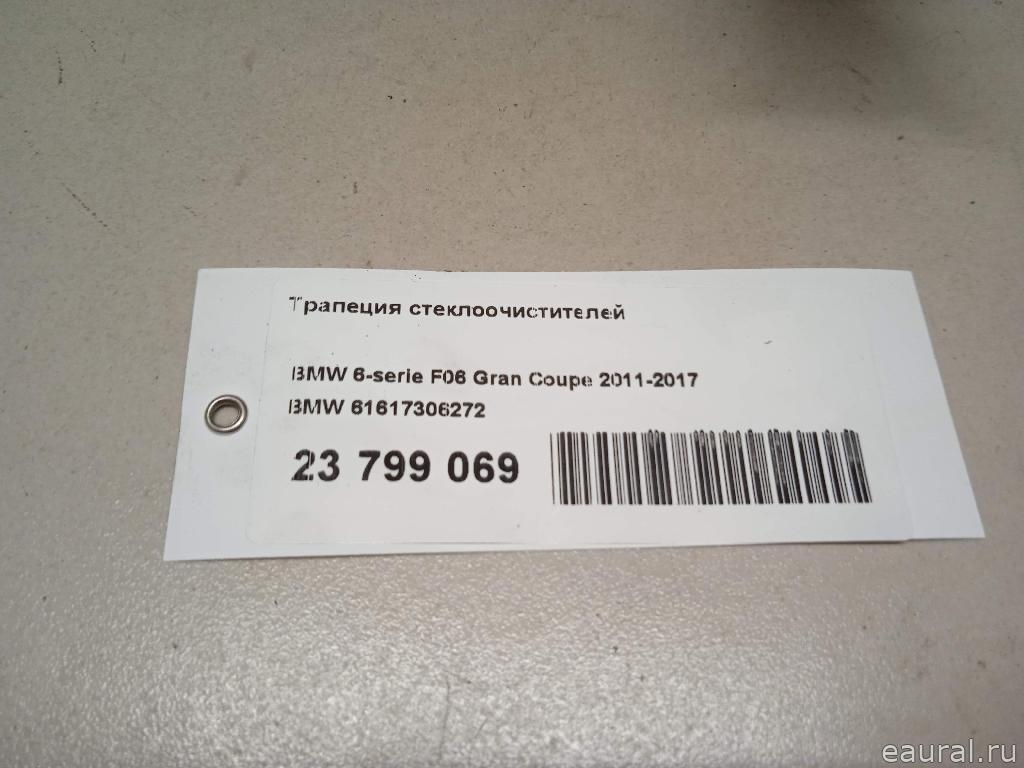 Трапеция стеклоочистителей
BMW 6-serie F06 Gran Coupe 2011-2017
BMW 61617306272
23 799 069
eaural.ru